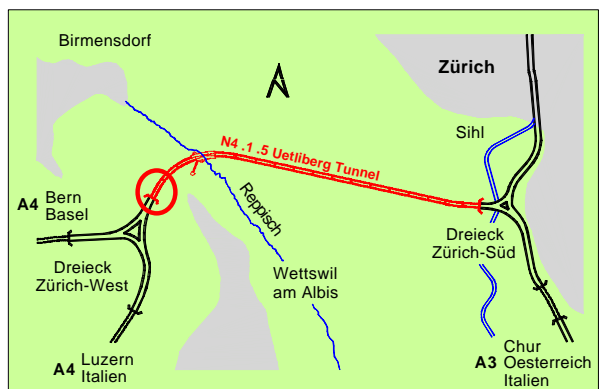 Birmensdorf
Zürich
Sihl
N4 .1 .5 Uetliberg Tunnel
A4 Bern
Basel
Reppisch
Dreieck
Zürich-West
Dreieck
Zürich-Süd
Wettswil
am Albis
A4 Luzern
Italien
A3 Chur
Oesterreich
Italien